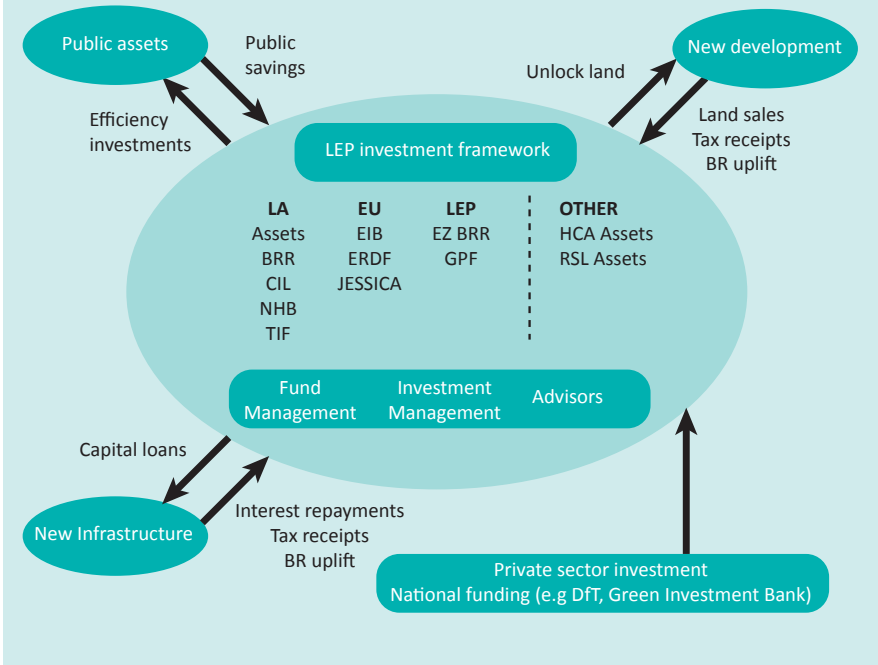 Public assets
Public
savings
Efficiency
investments
New development
Unlock land
Land sales
Tax receipts
BR uplift
LEP investment framework
LA
Assets
BRR
CIL
NHB
TIF
EU
EIB
ERDF
JESSICA
LEP
EZ BRR
GPF
OTHER
HCA Assets
RSL Assets
Fund
Management
Investment
Management
Advisors
Capital loans
New Infrastructure
Interest repayments
Tax receipts
BR uplift
Private sector investment
National funding (e.g DfT, Green Investment Bank)